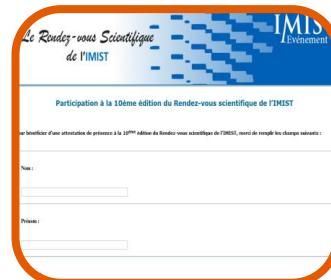 Le Rendez-vous Scientifique
de l'IMIST
IMIS
Evénement
Participation à la 10ème édition du Rendez-vous scientifique de l'IMIST
ur bénéficier d'une attestation de présence à la 10ème édition du Rendez-vous scientifique de l'IMIST, merci de remplir les champs suivants :
Nom :
Prénom :